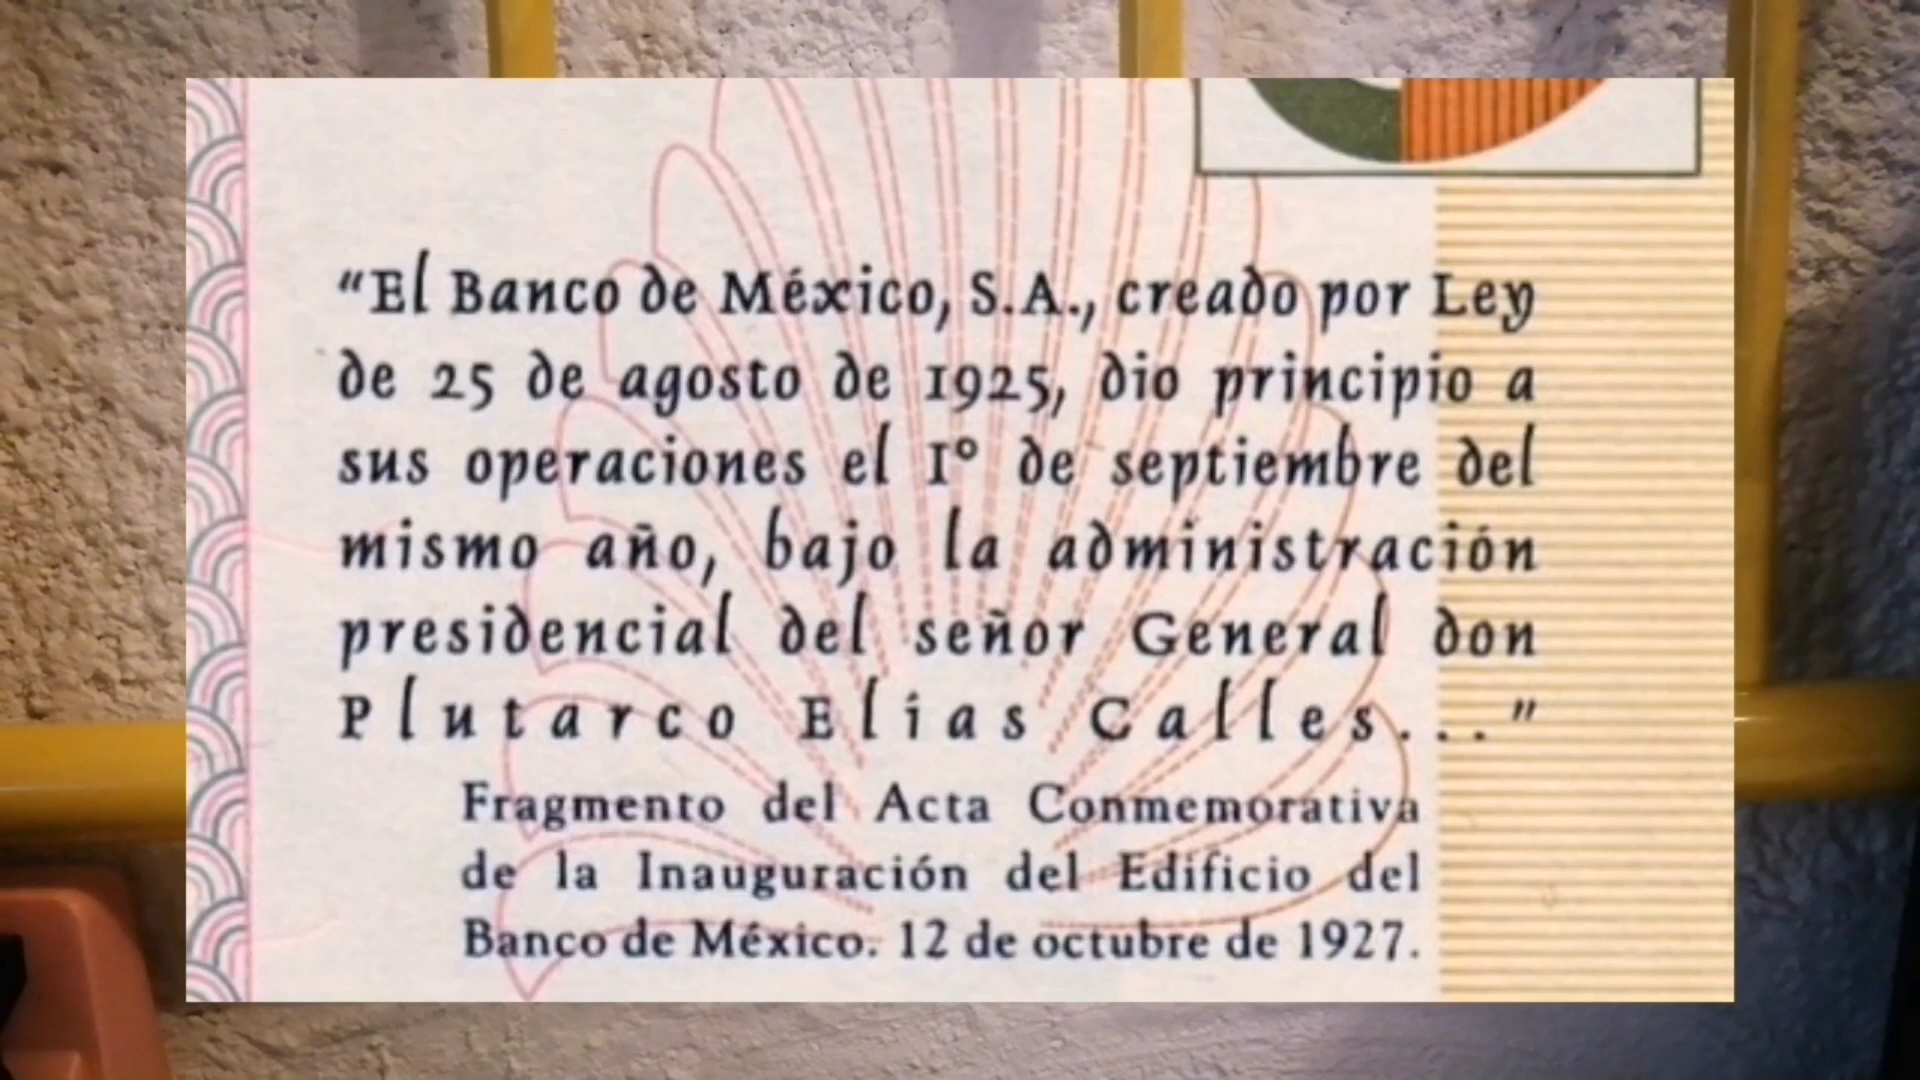 “El Banco de México, S.A., creado por Ley
de 25 de agosto de 1925, dio principio a
sus operaciones el 1º de septiembre del
mismo año, bajo la administración
presidencial del señor General don
Plutarco Elías Calles...”
Fragmento del Acta Conmemorativa
de la Inauguración del Edificio del
Banco de México. 12 de octubre de 1927.